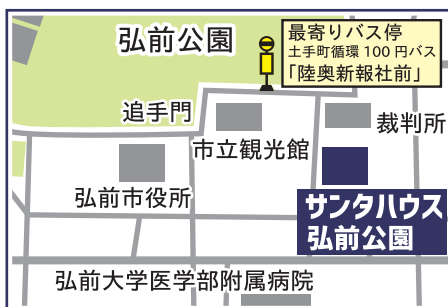 弘前公園
最寄りバス停
土手町循環100円バス
「陸奥新報社前」
追手門
市立観光館
裁判所
弘前市役所
サンタハウス
弘前公園
弘前大学医学部附属病院